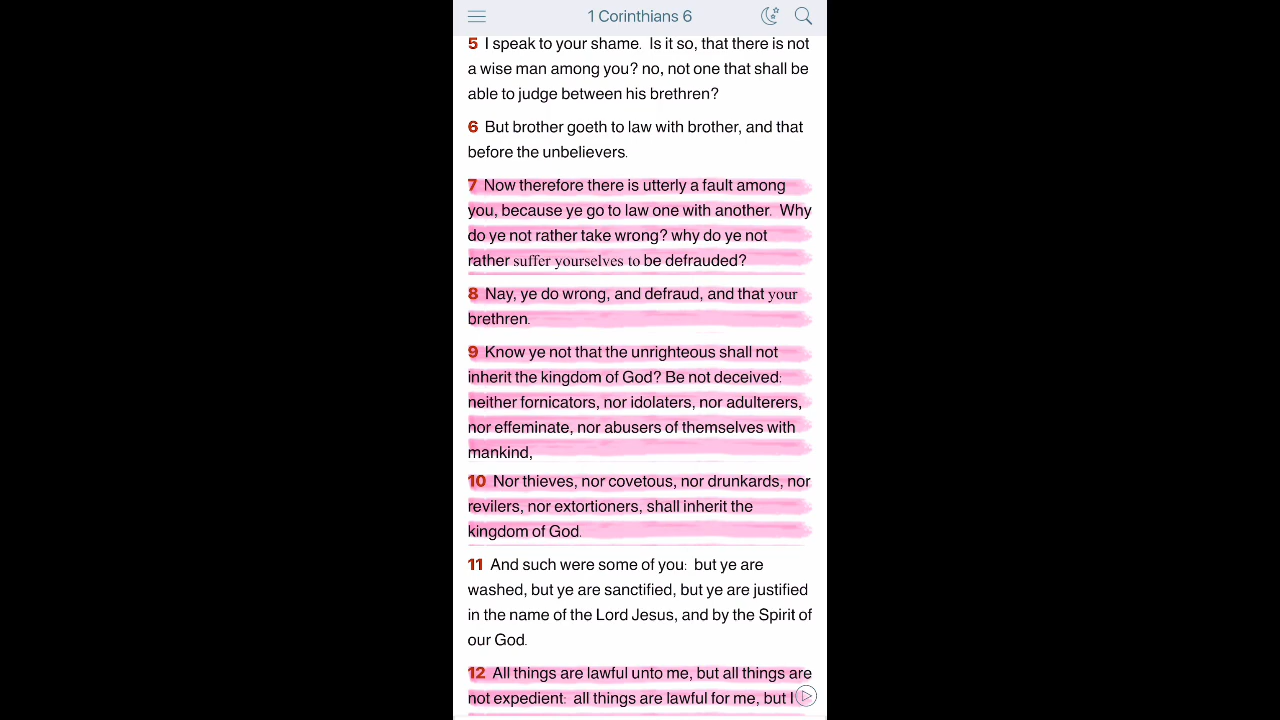 1 Corinthians 6
5 I speak to your shame. Is it so, that there is not
a wise man among you? no, not one that shall be
able to judge between his brethren?
6 But brother goeth to law with brother, and that
before the unbelievers.
7 Now therefore there is utterly a fault among
you, because ye go to law one with another. Why
do ye not rather take wrong? why do ye not
rather suffer yourselves to be defrauded?
8 Nay, ye do wrong, and defraud, and that your
brethren.
9 Know ye not that the unrighteous shall not
inherit the kingdom of God? Be not deceived:
neither fornicators, nor idolaters, nor adulterers,
nor effeminate, nor abusers of themselves with
mankind,
10 Nor thieves, nor covetous, nor drunkards, nor
revilers, nor extortioners, shall inherit the
kingdom of God.
11 And such were some of you: but ye are
washed, but ye are sanctified, but ye are justified
in the name of the Lord Jesus, and by the Spirit of
our God.
12 All things are lawful unto me, but all things are
not expedient: all things are lawful for me, but I